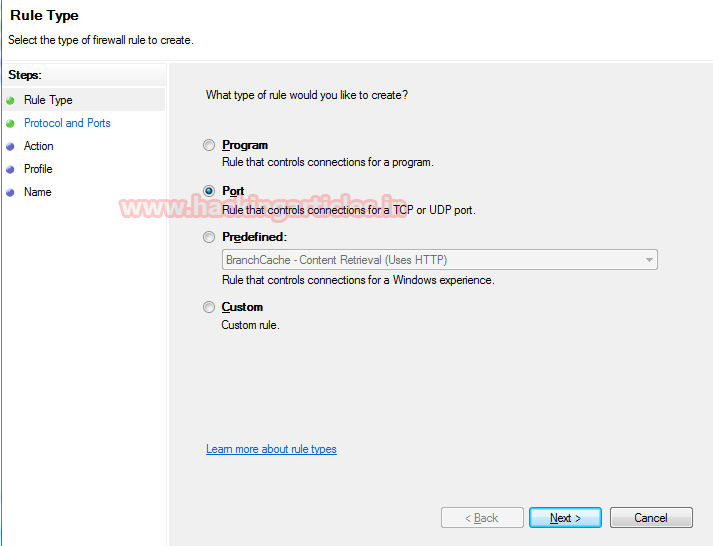 Rule Type
Select the type of firewall rule to create.
Steps:
Rule Type
Protocol and Ports
Action
Profile
Name
What type of rule would you like to create?
Program
Rule that controls connections for a program.
Port
Rule that controls connections for a TCP or UDP port.
www.hackingarticles.in
Predefined:
BranchCache - Content Retrieval (Uses HTTP)
Rule that controls connections for a Windows experience.
Custom
Custom rule.
Learn more about rule types
< Back
Next >
Cancel